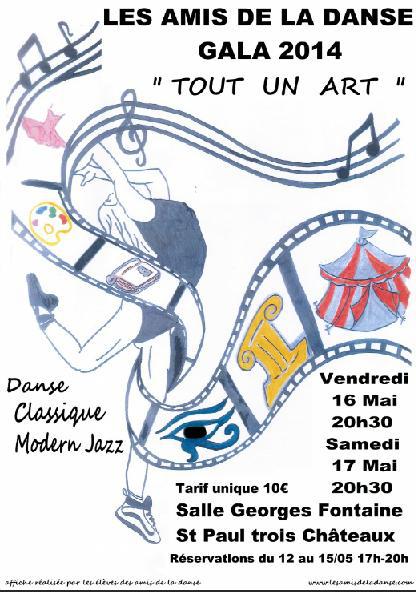 LES AMIS DE LA DANSE
GALA 2014
" TOUT UN ART "
Danse
Classique
Modern Jazz
Vendredi
16 Mai
20h30
Samedi
17 Mai
20h30
Tarif unique 10€
Salle Georges Fontaine
St Paul trois Châteaux
Réservations du 12 au 15/05 17h-20h
affiche réalisée par les élèves des amis de la danse
www.lesamisdeladanse.com